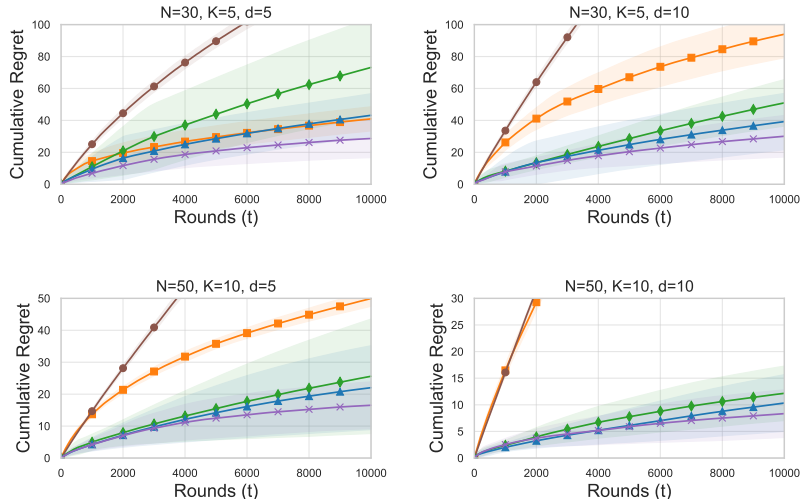 N=30, K=5, d=5
Cumulative Regret
100
80
60
40
20
0
0 2000 4000 6000 8000 10000
Rounds (t)
N=30, K=5, d=10
Cumulative Regret
100
80
60
40
20
0
0 2000 4000 6000 8000 10000
Rounds (t)
N=50, K=10, d=5
Cumulative Regret
50
40
30
20
10
0
0 2000 4000 6000 8000 10000
Rounds (t)
N=50, K=10, d=10
Cumulative Regret
30
25
20
15
10
5
0
0 2000 4000 6000 8000 10000
Rounds (t)